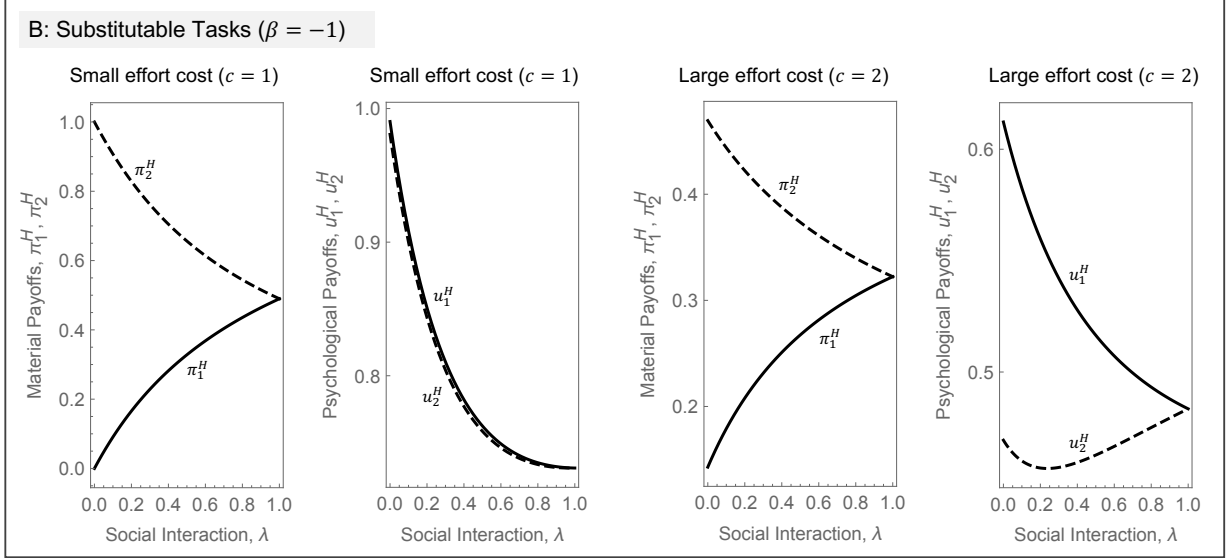 B: Substitutable Tasks (β = −1)
Small effort cost (c = 1)
Material Payoffs, π₁ᴴ, π₂ᴴ
1.0
0.8
0.6
0.4
0.2
0.0
π₂ᴴ
π₁ᴴ
0.0 0.2 0.4 0.6 0.8 1.0
Social Interaction, λ
Small effort cost (c = 1)
Psychological Payoffs, u₁ᴴ, u₂ᴴ
1.0
0.9
0.8
u₁ᴴ
u₂ᴴ
0.0 0.2 0.4 0.6 0.8 1.0
Social Interaction, λ
Large effort cost (c = 2)
Material Payoffs, π₁ᴴ, π₂ᴴ
0.4
0.3
0.2
π₂ᴴ
π₁ᴴ
0.0 0.2 0.4 0.6 0.8 1.0
Social Interaction, λ
Large effort cost (c = 2)
Psychological Payoffs, u₁ᴴ, u₂ᴴ
0.6
0.5
u₁ᴴ
u₂ᴴ
0.0 0.2 0.4 0.6 0.8 1.0
Social Interaction, λ